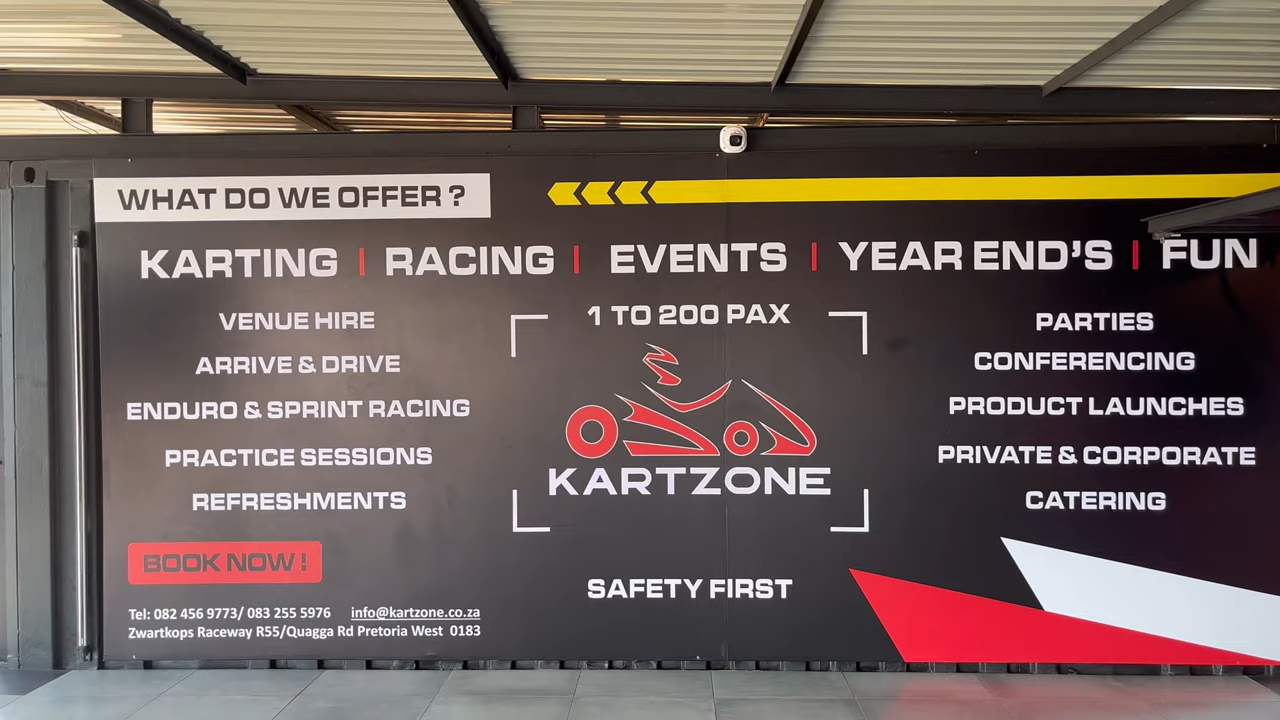 WHAT DO WE OFFER ?
KARTING | RACING | EVENTS | YEAR END'S | FUN
VENUE HIRE
ARRIVE & DRIVE
ENDURO & SPRINT RACING
PRACTICE SESSIONS
REFRESHMENTS
1 TO 200 PAX
KARTZONE
SAFETY FIRST
PARTIES
CONFERENCING
PRODUCT LAUNCHES
PRIVATE & CORPORATE
CATERING
BOOK NOW !
Tel: 082 456 9773/ 083 255 5976 info@kartzone.co.za
Zwartkops Raceway R55/Quagga Rd Pretoria West 0183